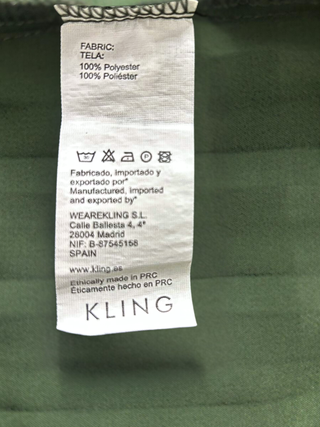 FABRIC:
TELA:
100% Polyester
100% Poliéster
Fabricado, importado y
exportado por*
Manufactured, imported
and exported by*
WEAREKLING S.L.
Calle Ballesta 4, 4º
28004 Madrid
NIF: B-87545158
SPAIN
www.kling.es
Ethically made in PRC
Éticamente hecho en PRC
KLING